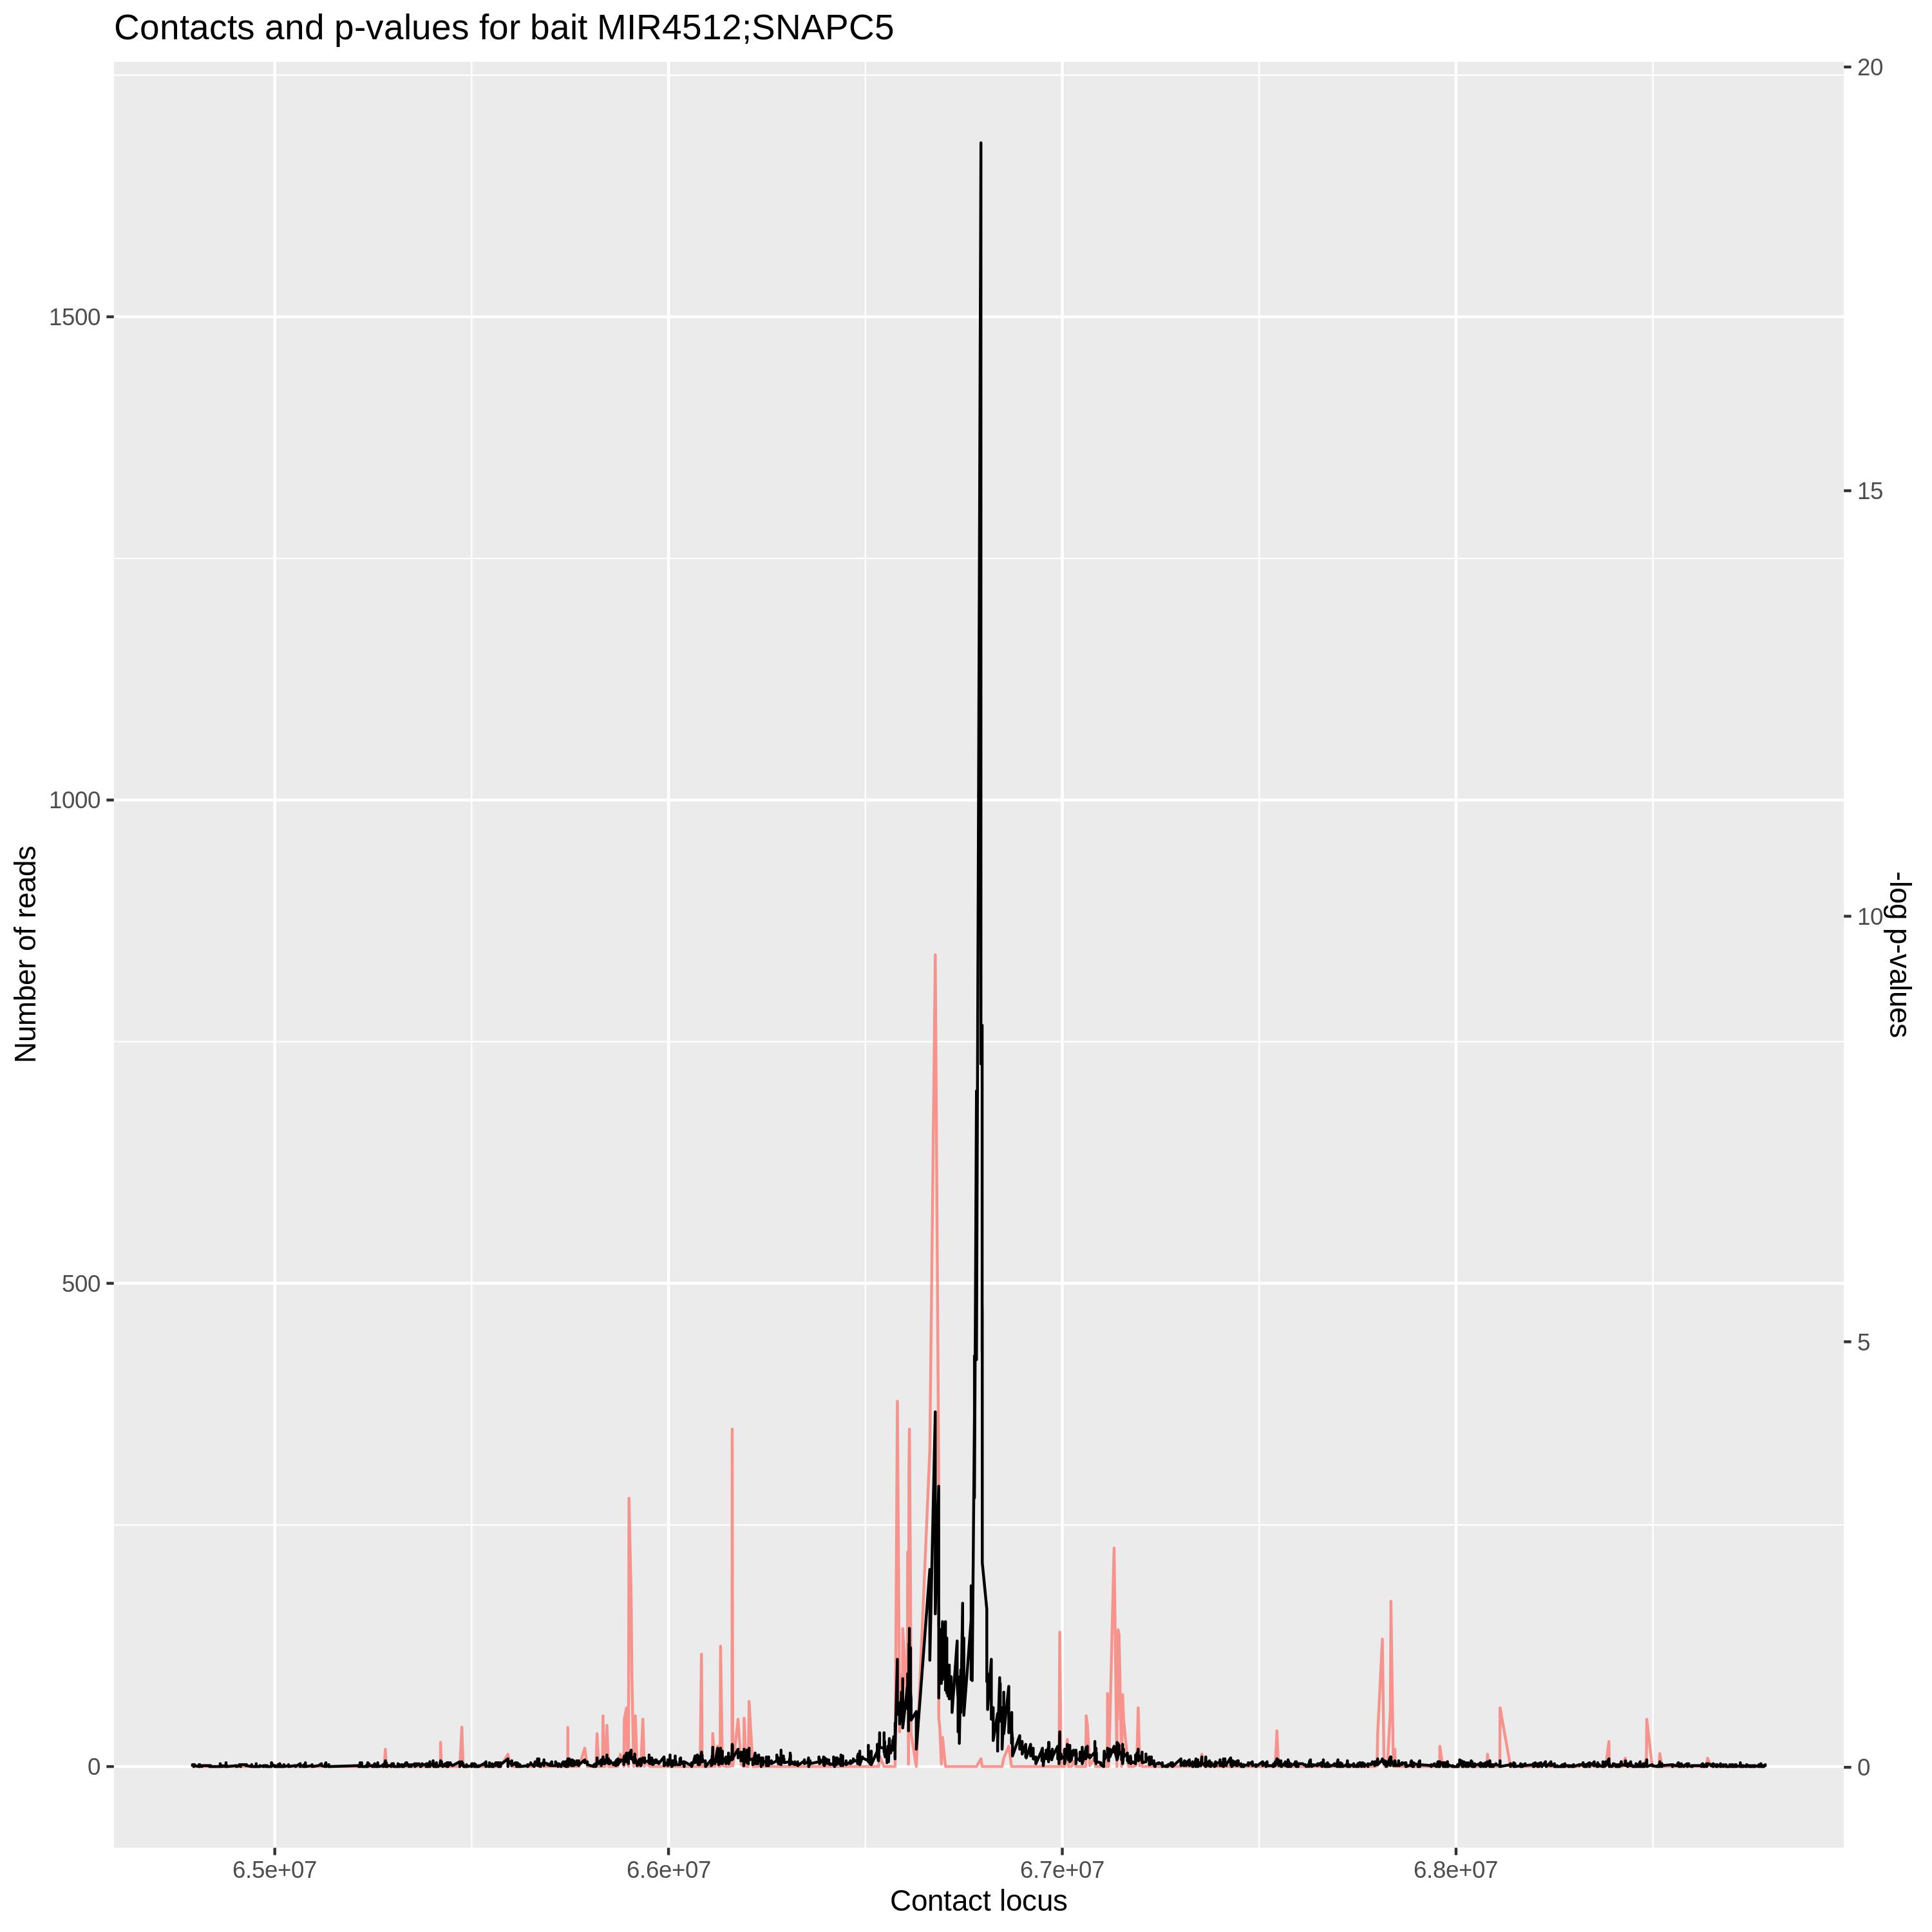 Contacts and p-values for bait MIR4512;SNAPC5
20
1500
15
1000
10
Number of reads
-log p-values
500
5
0
0
6.5e+07
6.6e+07
6.7e+07
6.8e+07
Contact locus